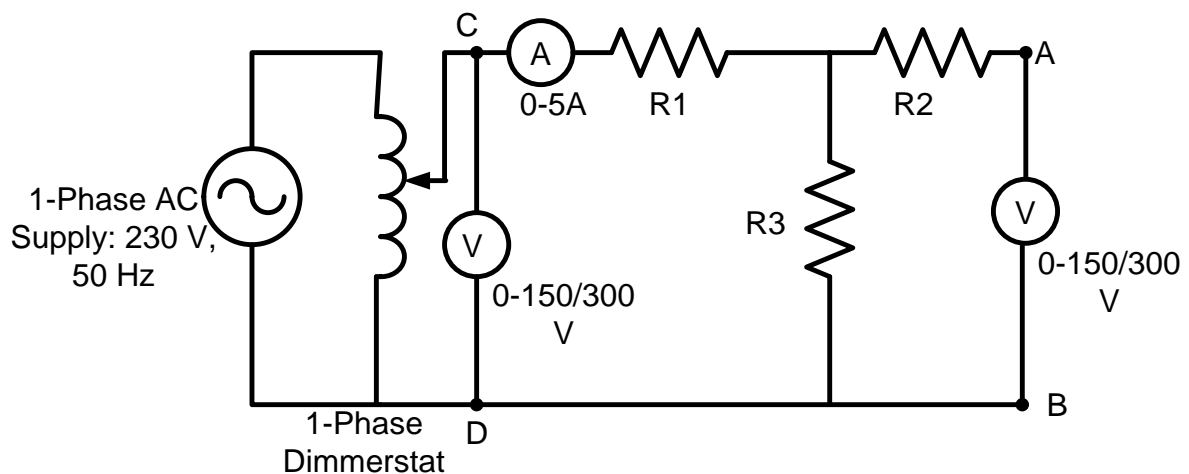 C
A
0-5A
R1
R2
A
1-Phase AC
Supply: 230 V,
50 Hz
V
0-150/300
V
R3
V
0-150/300
V
1-Phase
Dimmerstat
D
B